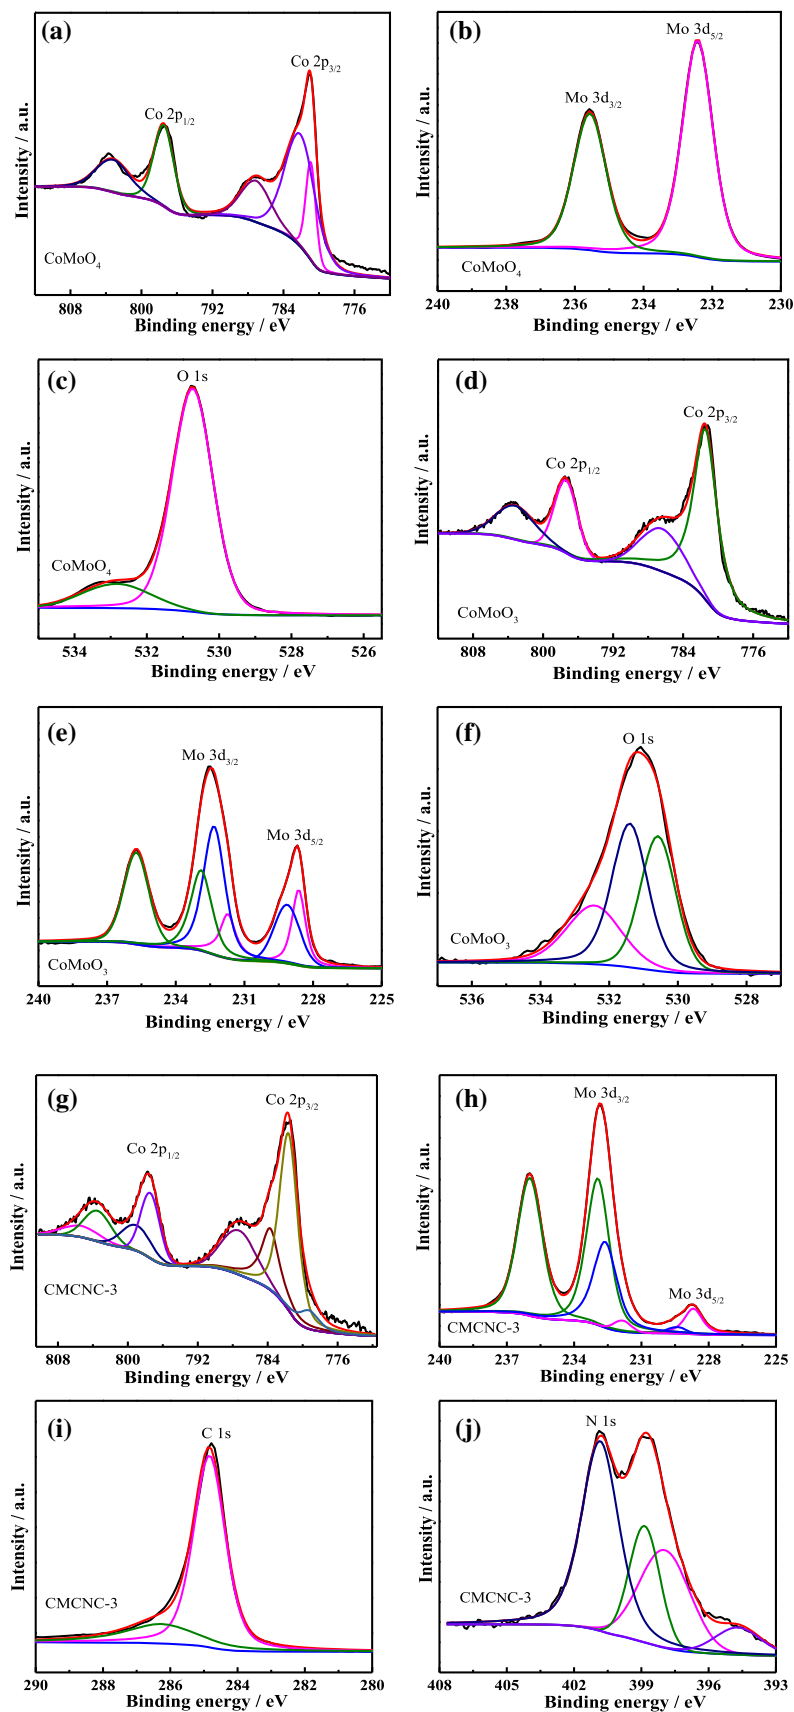 (a)
Co 2p3/2
Co 2p1/2
CoMoO4
Intensity / a.u.
808 800 792 784 776
Binding energy / eV
(b)
Mo 3d5/2
Mo 3d3/2
CoMoO4
Intensity / a.u.
240 238 236 234 232 230
Binding energy / eV
(c)
O 1s
CoMoO4
Intensity / a.u.
534 532 530 528 526
Binding energy / eV
(d)
Co 2p3/2
Co 2p1/2
CoMoO3
Intensity / a.u.
808 800 792 784 776
Binding energy / eV
(e)
Mo 3d3/2
Mo 3d5/2
CoMoO3
Intensity / a.u.
240 237 234 231 228 225
Binding energy / eV
(f)
O 1s
CoMoO3
Intensity / a.u.
536 534 532 530 528
Binding energy / eV
(g)
Co 2p3/2
Co 2p1/2
CMCNC-3
Intensity / a.u.
808 800 792 784 776
Binding energy / eV
(h)
Mo 3d3/2
Mo 3d5/2
CMCNC-3
Intensity / a.u.
240 237 234 231 228 225
Binding energy / eV
(i)
C 1s
CMCNC-3
Intensity / a.u.
290 288 286 284 282 280
Binding energy / eV
(j)
N 1s
CMCNC-3
Intensity / a.u.
408 405 402 399 396 393
Binding energy / eV